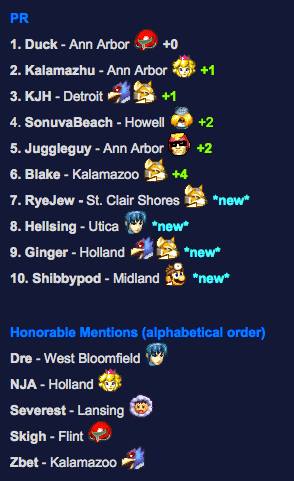 PR
1. Duck - Ann Arbor +0
2. Kalamazhu - Ann Arbor +1
3. KJH - Detroit +1
4. SonuvaBeach - Howell +2
5. Juggleguy - Ann Arbor +2
6. Blake - Kalamazoo +4
7. RyeJew - St. Clair Shores *new*
8. Hellsing - Utica *new*
9. Ginger - Holland *new*
10. Shibbypod - Midland *new*
Honorable Mentions (alphabetical order)
Dre - West Bloomfield
NJA - Holland
Severest - Lansing
Skigh - Flint
Zbet - Kalamazoo